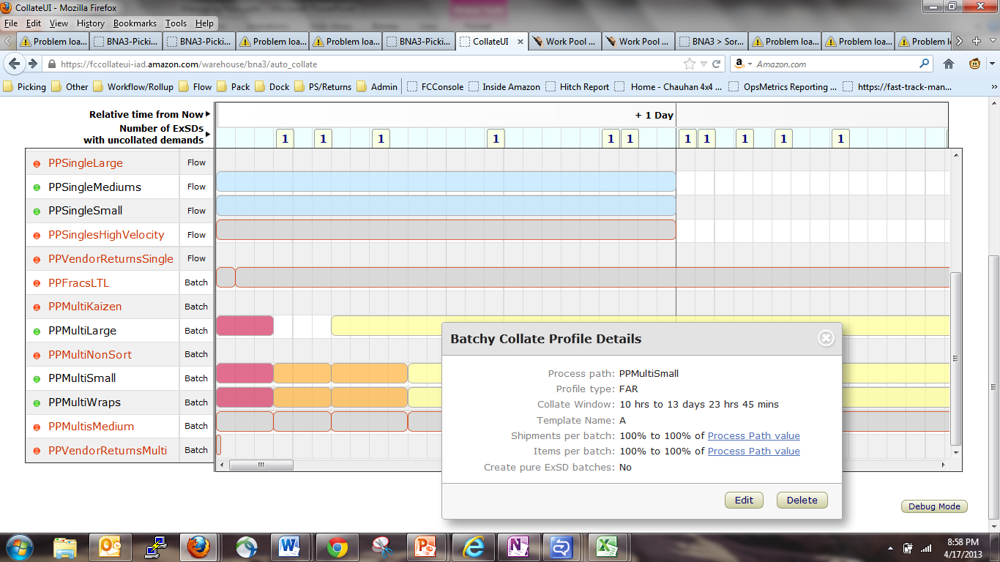 CollateUI - Mozilla Firefox
File Edit View History Bookmarks Tools Help
Problem loa... BNA3-Picki... BNA3-Picki... Problem loa... Problem loa... BNA3-Picki... CollateUI Work Pool ... Work Pool ... BNA3 > Sor... Problem loa... Problem loa... Problem l
https://fccollateui-iad.amazon.com/warehouse/bna3/auto_collate Amazon.com
Picking Other Workflow/Rollup Flow Pack Dock PS/Returns Admin FCConsole Inside Amazon Hitch Report Home - Chauhan 4x4 ... OpsMetrics Reporting ... https://fast-track-man... »
Relative time from Now + 1 Day
Number of ExSDs
with uncollated demands 1 1 1 1 1 1 1 1 1 1 1
PPSingleLarge Flow
PPSingleMediums Flow
PPSingleSmall Flow
PPSinglesHighVelocity Flow
PPVendorReturnsSingle Flow
PPFracsLTL Batch
PPMultiKaizen Batch
PPMultiLarge Batch
PPMultiNonSort Batch
PPMultiSmall Batch
PPMultiWraps Batch
PPMultisMedium Batch
PPVendorReturnsMulti Batch
Batchy Collate Profile Details
Process path: PPMultiSmall
Profile type: FAR
Collate Window: 10 hrs to 13 days 23 hrs 45 mins
Template Name: A
Shipments per batch: 100% to 100% of Process Path value
Items per batch: 100% to 100% of Process Path value
Create pure ExSD batches: No
Edit Delete
Debug Mode
8:58 PM
4/17/2013